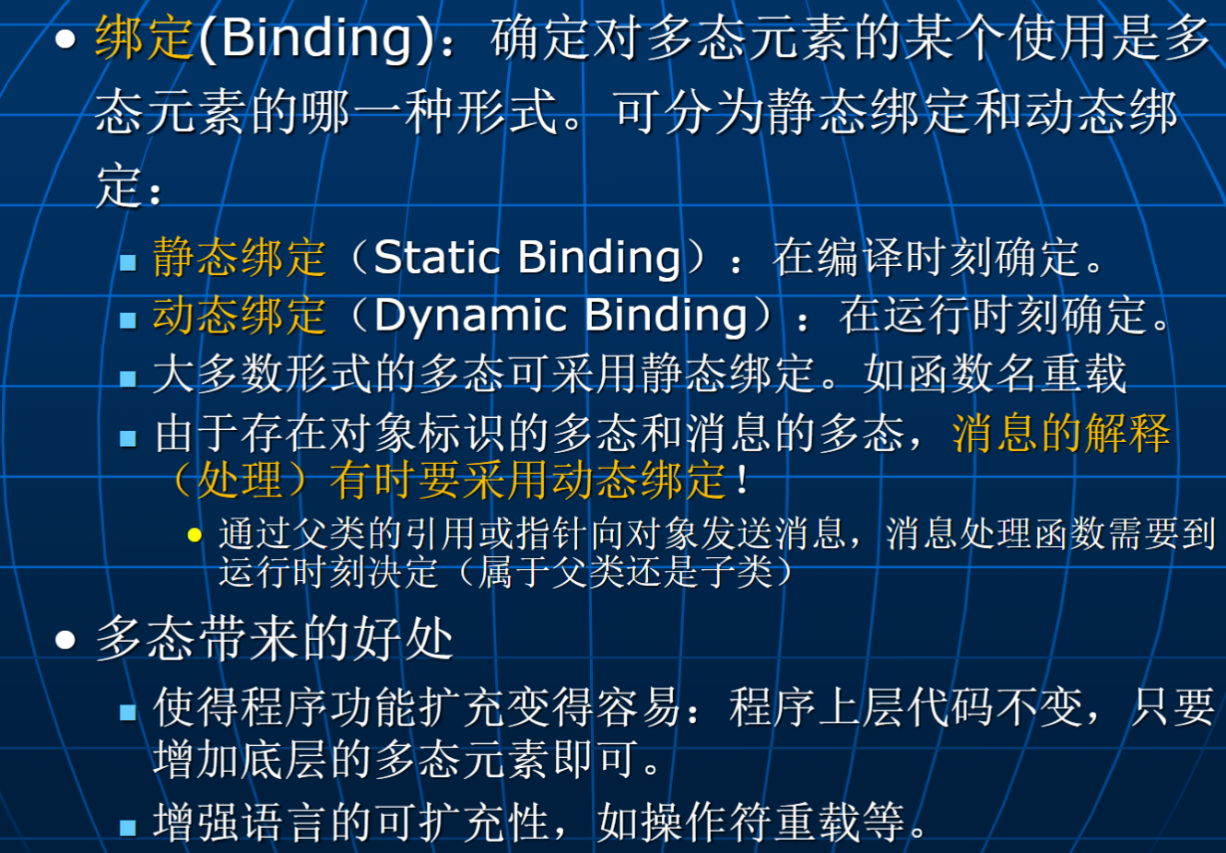 绑定(Binding)：确定对多态元素的某个使用是多
态元素的哪一种形式。可分为静态绑定和动态绑
定：
静态绑定（Static Binding）：在编译时刻确定。
动态绑定（Dynamic Binding）：在运行时刻确定。
大多数形式的多态可采用静态绑定。如函数名重载
由于存在对象标识的多态和消息的多态，消息的解释
（处理）有时要采用动态绑定！
通过父类的引用或指针向对象发送消息，消息处理函数需要到
运行时刻决定（属于父类还是子类）
多态带来的好处
使得程序功能扩充变得容易：程序上层代码不变，只要
增加底层的多态元素即可。
增强语言的可扩充性，如操作符重载等。